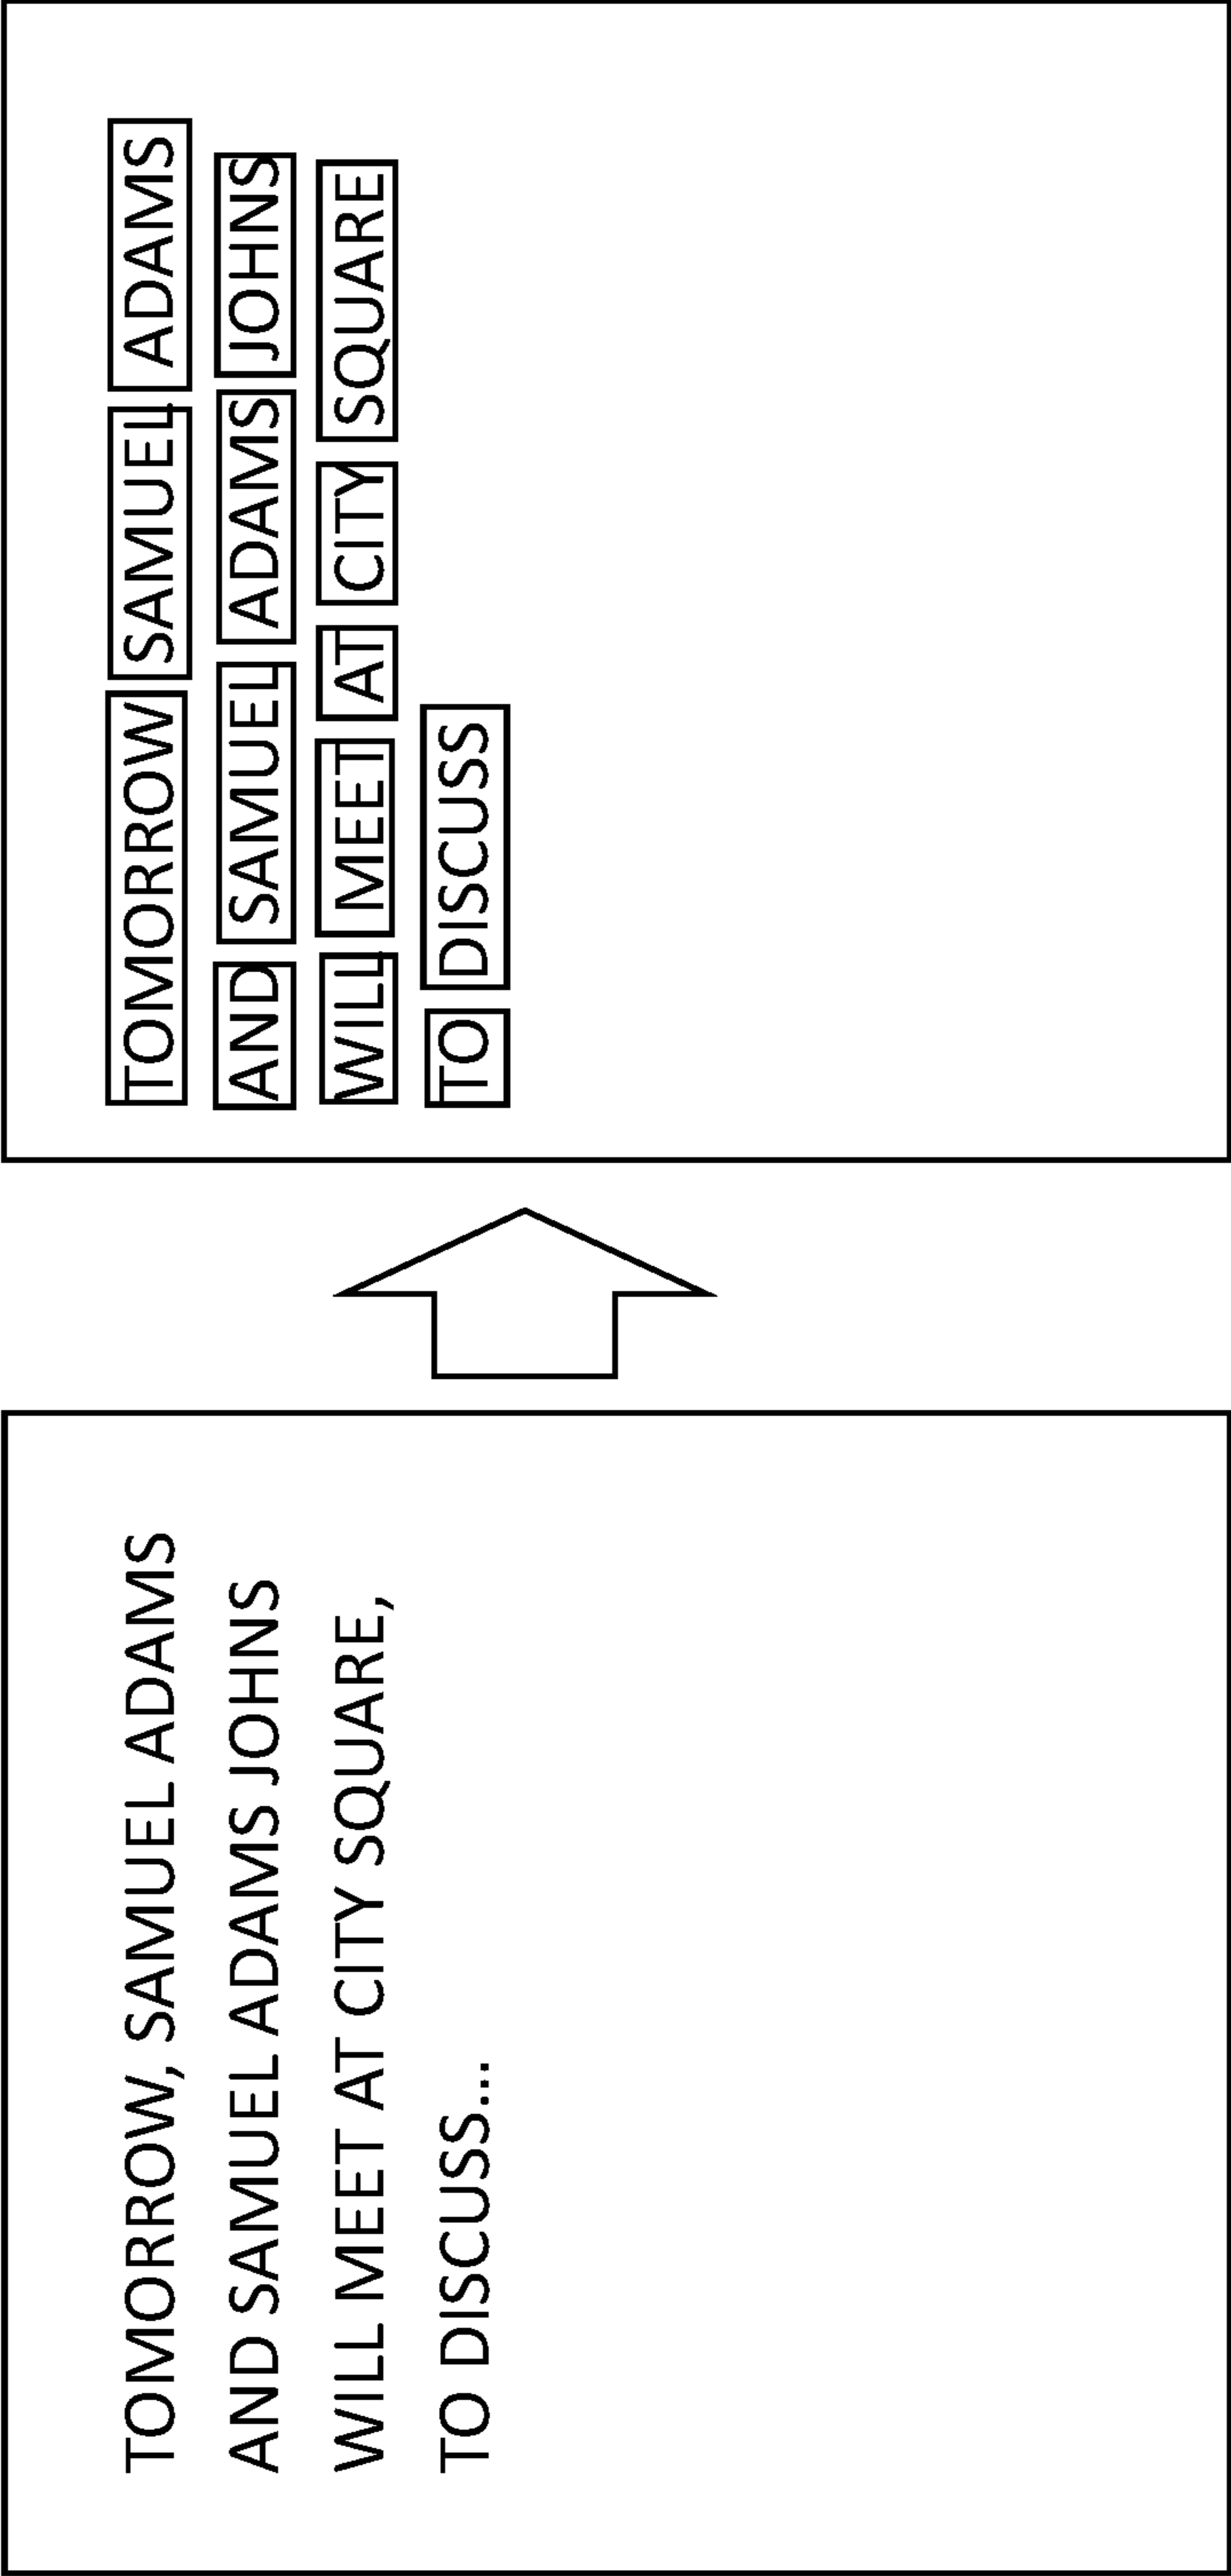 TOMORROW, SAMUEL ADAMS
AND SAMUEL ADAMS JOHNS
WILL MEET AT CITY SQUARE,
TO DISCUSS...
TOMORROW SAMUEL ADAMS
AND SAMUEL ADAMS JOHNS
WILL MEET AT CITY SQUARE
TO DISCUSS